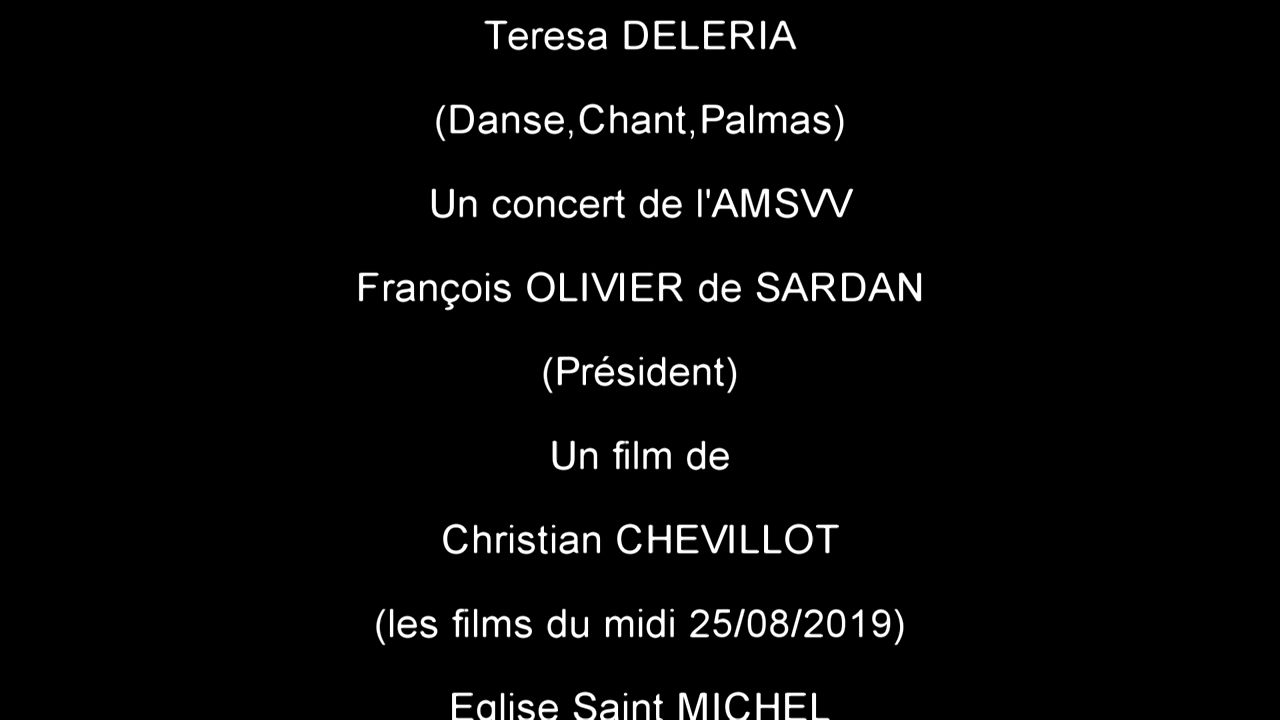 Teresa DELERIA
(Danse,Chant,Palmas)
Un concert de l'AMSVV
François OLIVIER de SARDAN
(Président)
Un film de
Christian CHEVILLOT
(les films du midi 25/08/2019)
Eglise Saint MICHEL